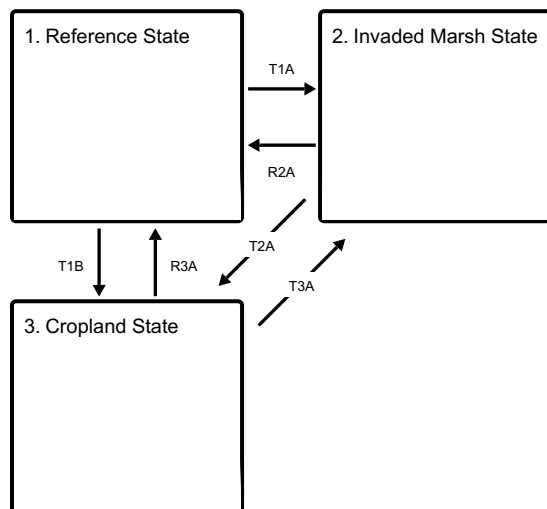 1. Reference State
2. Invaded Marsh State
T1A
R2A
T1B
R3A
T2A
T3A
3. Cropland State